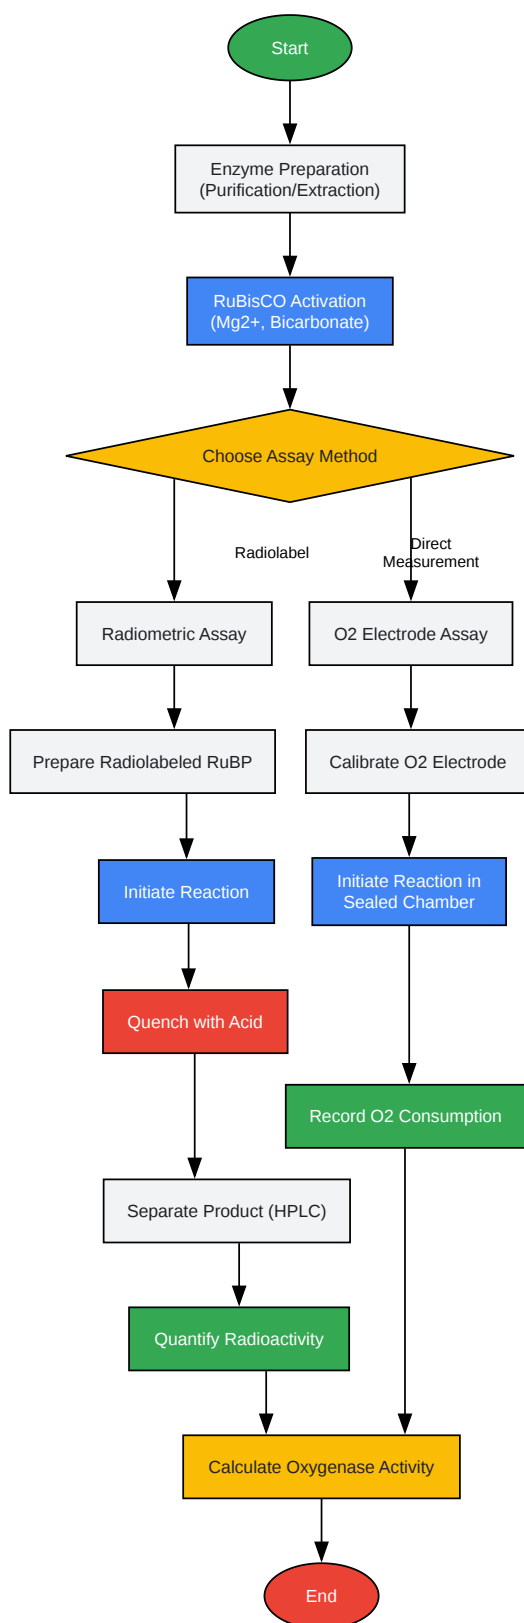 Start
Enzyme Preparation
(Purification/Extraction)
RuBisCO Activation
(Mg2+, Bicarbonate)
Choose Assay Method
Radiolabel
Direct
Measurement
Radiometric Assay
O2 Electrode Assay
Prepare Radiolabeled RuBP
Calibrate O2 Electrode
Initiate Reaction
Initiate Reaction in
Sealed Chamber
Quench with Acid
Record O2 Consumption
Separate Product (HPLC)
Quantify Radioactivity
Calculate Oxygenase Activity
End